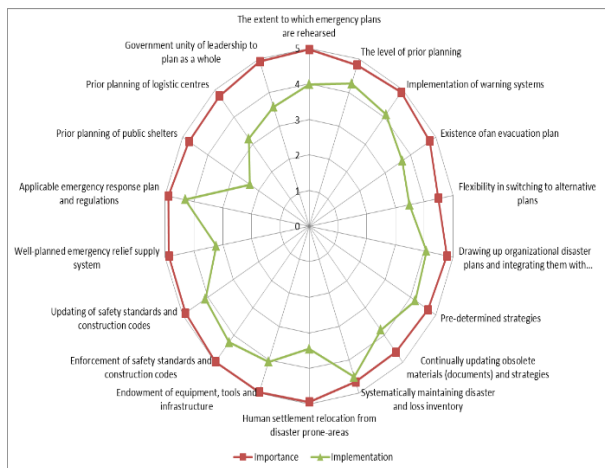 The extent to which emergency plans
are rehearsed
Government unity of leadership to
plan as a whole
The level of prior planning
Prior planning of logistic centres
Implementation of warning systems
Prior planning of public shelters
Existence ofan evacuation plan
Applicable emergency response plan
and regulations
Flexibility in switching to alternative
plans
Well-planned emergency relief supply
system
Drawing up organizational disaster
plans and integrating them with...
Updating of safety standards and
construction codes
Pre-determined strategies
Enforcement of safety standards and
construction codes
Continually updating obsolete
materials (documents) and strategies
Endowment of equipment, tools and
infrastructure
Systematically maintaining disaster
and loss inventory
Human settlement relocation from
disaster prone-areas
5
4
3
2
1
0
Importance
Implementation